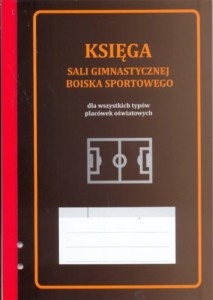 KSIĘGA
SALI GIMNASTYCZNEJ
BOISKA SPORTOWEGO
dla wszystkich typów
placówek oświatowych